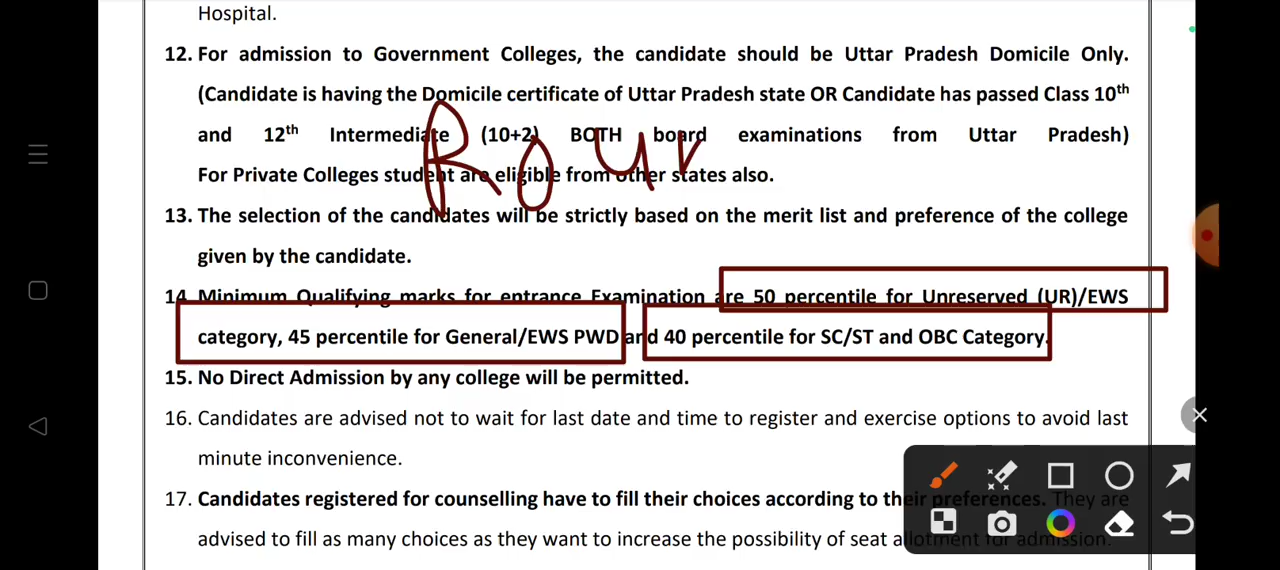 Hospital.
12. For admission to Government Colleges, the candidate should be Uttar Pradesh Domicile Only.
(Candidate is having the Domicile certificate of Uttar Pradesh state OR Candidate has passed Class 10th
and 12th Intermediate (10+2) BOTH board examinations from Uttar Pradesh)
For Private Colleges student are eligible from other states also.
13. The selection of the candidates will be strictly based on the merit list and preference of the college
given by the candidate.
14. Minimum Qualifying marks for entrance Examination are 50 percentile for Unreserved (UR)/EWS
category, 45 percentile for General/EWS PWD and 40 percentile for SC/ST and OBC Category.
15. No Direct Admission by any college will be permitted.
16. Candidates are advised not to wait for last date and time to register and exercise options to avoid last
minute inconvenience.
17. Candidates registered for counselling have to fill their choices according to their preferences. They are
advised to fill as many choices as they want to increase the possibility of seat allotment for admission.